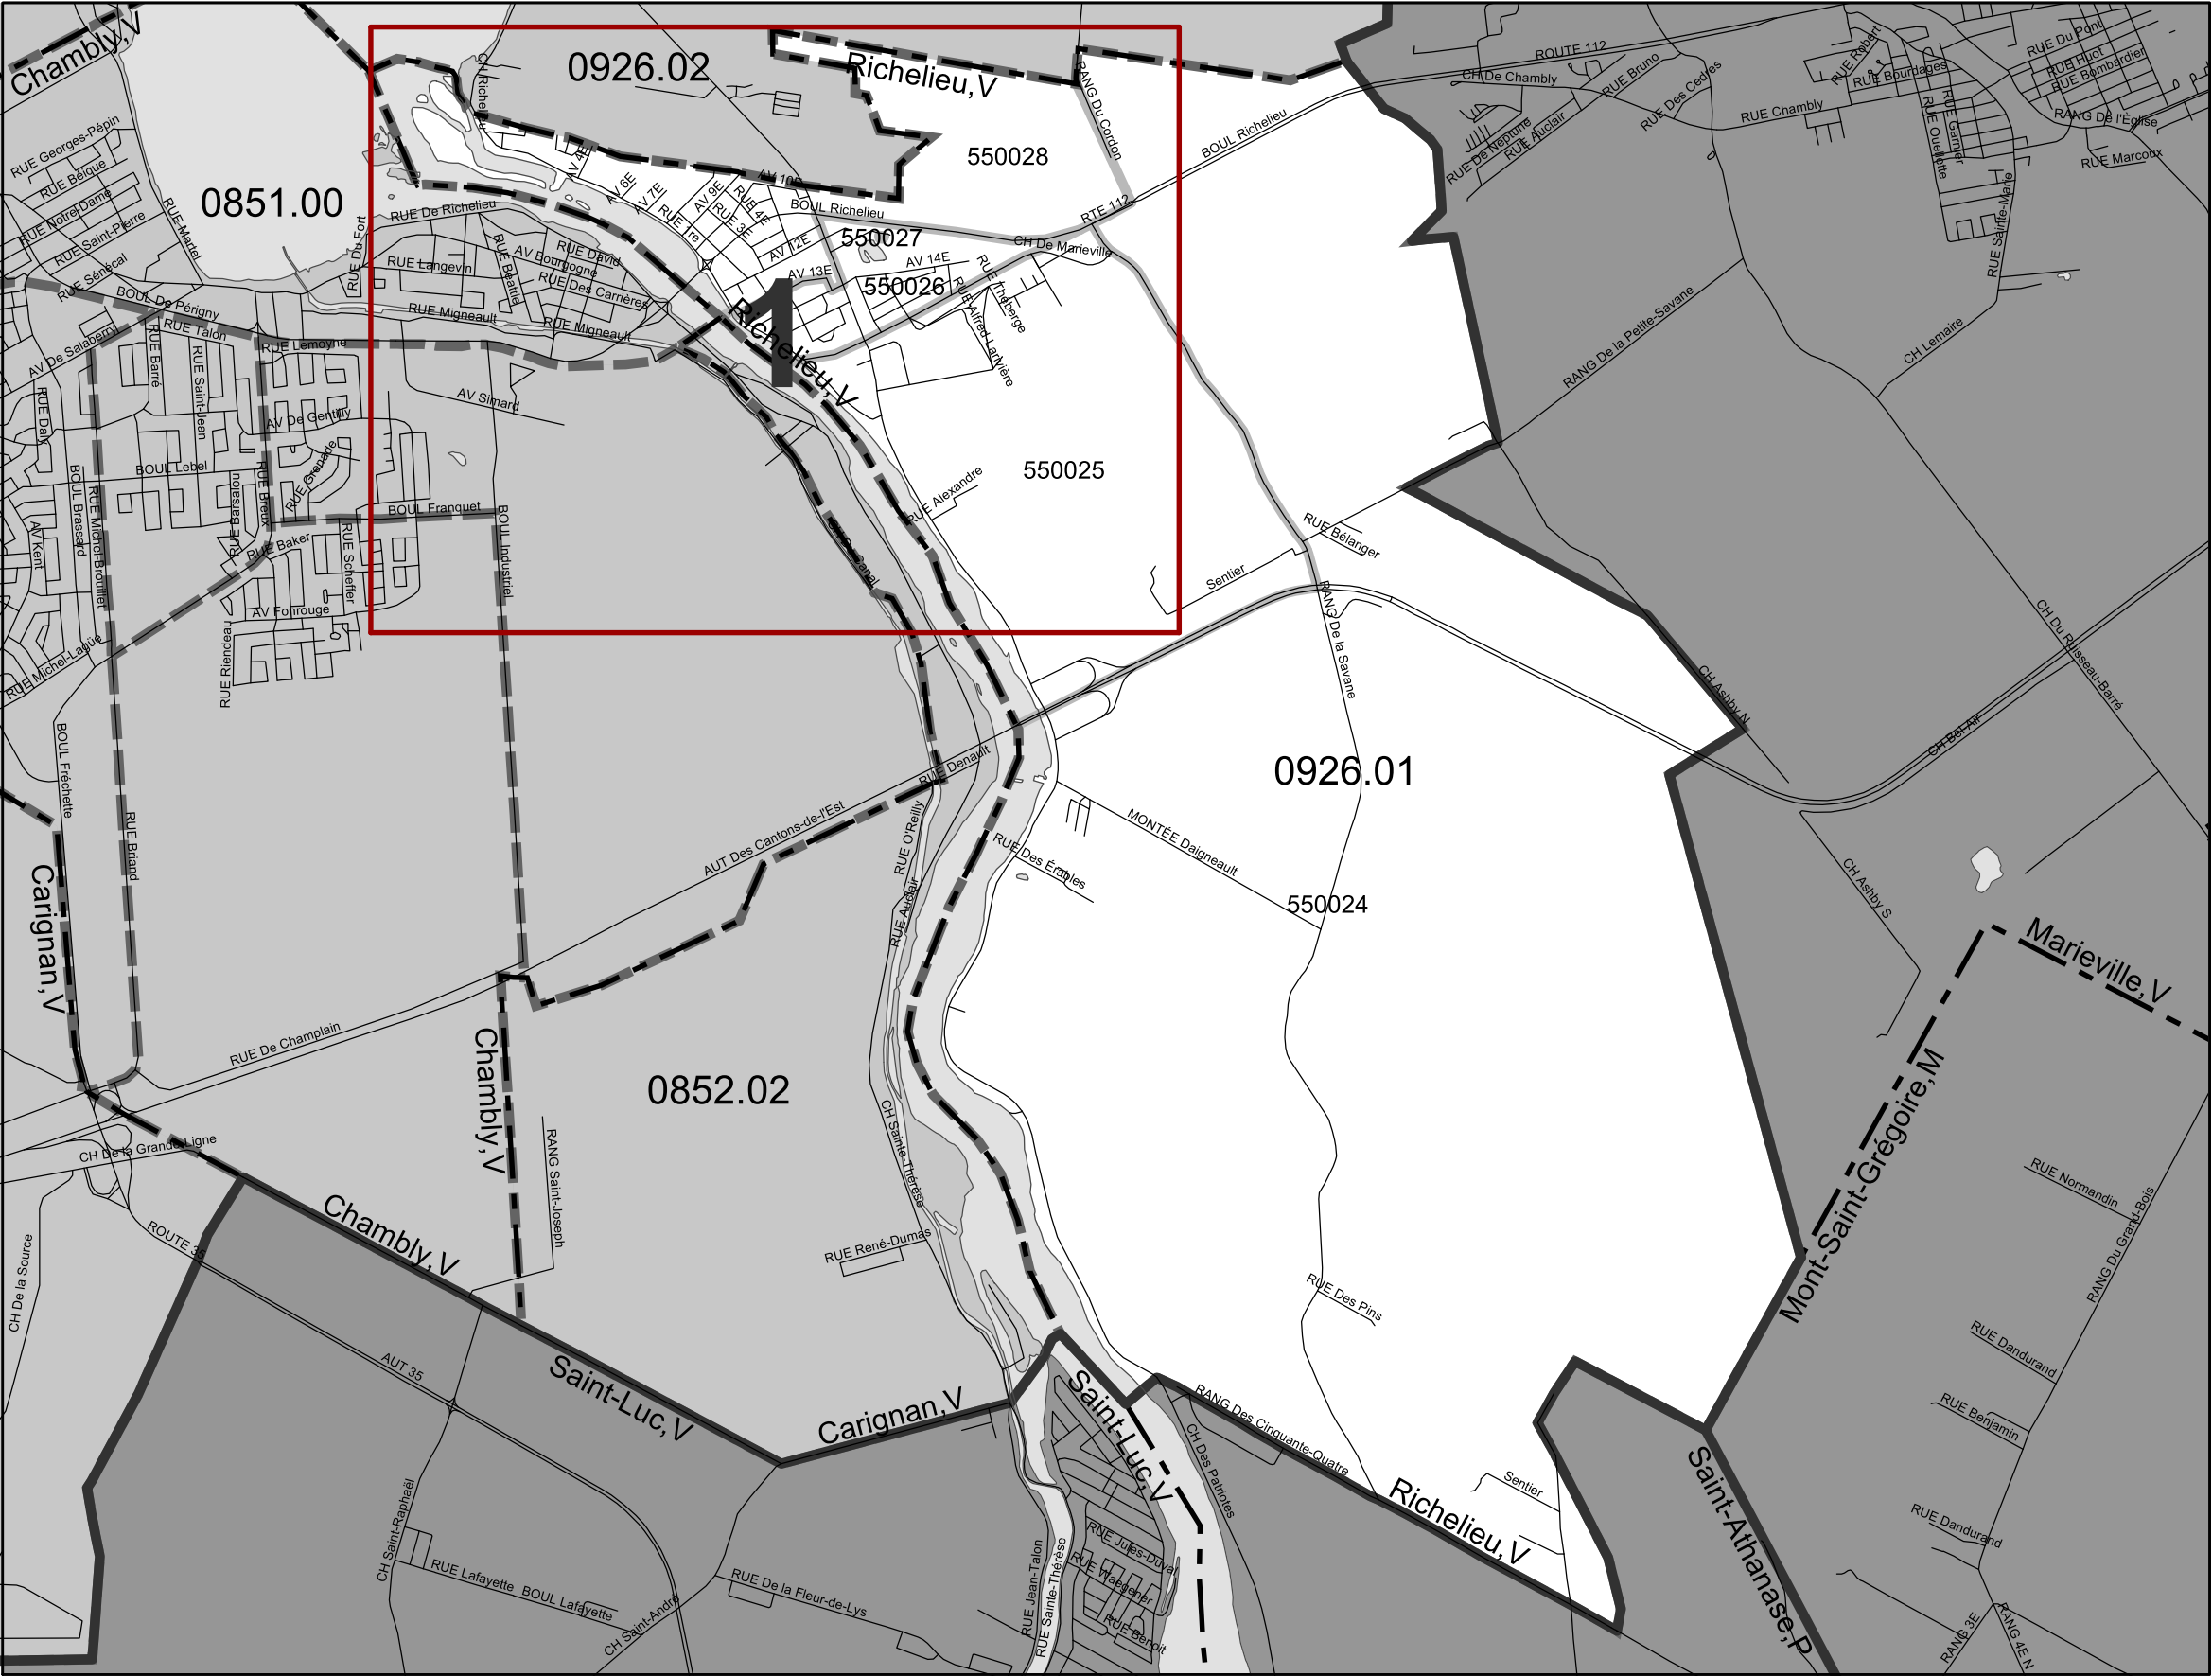 Chambly,V
0926.02
Richelieu,V
CH Richelieu
RANG Du Cordon
ROUTE 112
CH De Chambly
RUE Bruno
RUE Des Cedres
RUE Robert
RUE Bourdages
RUE Du Pont
RUE Huot
RUE Bombardier
RUE Chambly
RUE Ouellette
RUE Garnier
RANG De l'Église
RUE Marcoux
RUE De Neptune
RUE Auclair
BOUL Richelieu
RUE Georges-Pépin
RUE Béique
RUE Notre-Dame
RUE Saint-Pierre
RUE Sénécal
RUE Martel
0851.00
RUE Du Fort
550028
AV 4E
AV 6E
AV 7E
AV 9E
AV 10E
RUE 1re
RUE 3E
RUE 4E
AV 12E
AV 13E
AV 14E
BOUL Richelieu
RTE 112
CH De Marieville
550027
550026
RUE Théberge
RUE Alfred-Larivière
RUE De Richelieu
RUE Langevin
RUE Beattie
RUE David
AV Bourgogne
RUE Des Carrières
RUE Migneault
RUE Migneault
1
Richelieu,V
RUE Sainte-Marie
BOUL De Périgny
RUE Talon
RUE Lemoyne
AV De Salaberry
RUE Barré
RUE Saint-Jean
RUE Daly
AV De Gentilly
AV Simard
BOUL Lebel
RUE Grenade
BOUL Brassard
RUE Michel-Brouillet
RUE Barsalou
RUE Breux
BOUL Franquet
BOUL Industriel
AV Kent
RUE Baker
RUE Scheffer
AV Fonrouge
RUE Riendeau
RUE Michel-Lagüe
550025
RUE Alexandre
CH Du Canal
RUE Bélanger
Sentier
RANG De la Savane
RANG De la Petite-Savane
CH Lemaire
CH Du Ruisseau-Barré
CH Ashby N
CH Bel-Air
BOUL Fréchette
RUE Briand
RUE Denault
AUT Des Cantons-de-l'Est
RUE O'Reilly
RUE Auclair
0926.01
MONTÉE Daigneault
RUE Des Érables
550024
CH Ashby S
Marieville,V
Mont-Saint-Grégoire,M
Carignan,V
Chambly,V
RUE De Champlain
0852.02
CH De la Grande-Ligne
RANG Saint-Joseph
CH Sainte-Thérèse
RUE René-Dumas
CH De la Source
ROUTE 35
Chambly,V
AUT 35
Saint-Luc,V
Carignan,V
Saint-Luc,V
RUE Des Pins
RUE Normandin
RANG Du Grand-Bois
RUE Dandurand
RUE Benjamin
RUE Dandurand
RANG Des Cinquante-Quatre
CH Des Patriotes
Richelieu,V
Sentier
Saint-Athanase,P
CH Saint-Raphaël
RUE Lafayette
BOUL Lafayette
CH Saint-André
RUE De la Fleur-de-Lys
RUE Jean-Talon
RUE Sainte-Thérèse
RUE Jules-Duval
RUE Waegener
RUE Benoit
RANG 3E
RANG 4E N